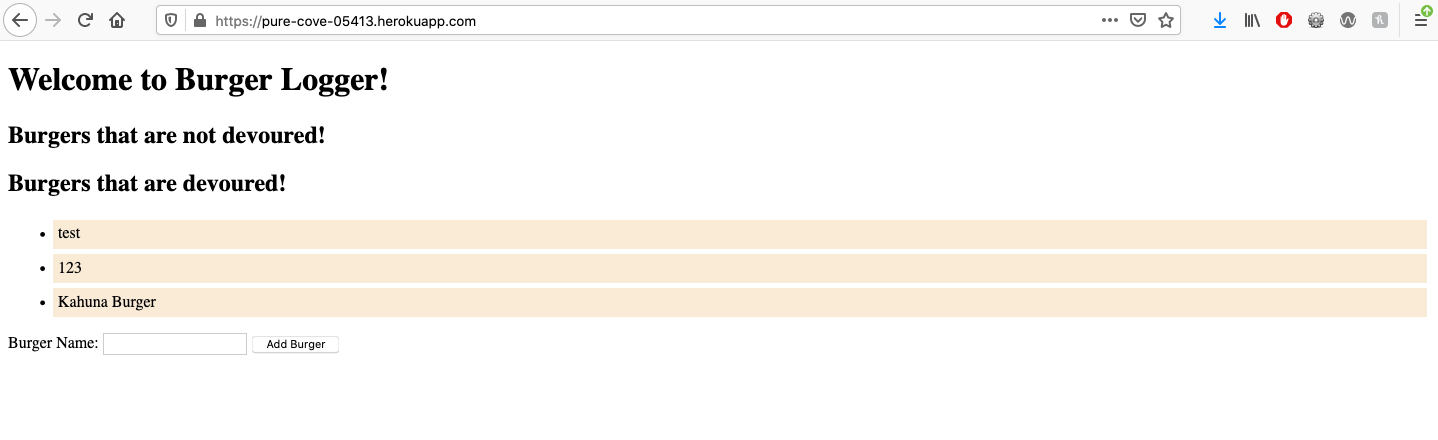 https://pure-cove-05413.herokuapp.com
Welcome to Burger Logger!
Burgers that are not devoured!
Burgers that are devoured!
test
123
Kahuna Burger
Burger Name: Add Burger